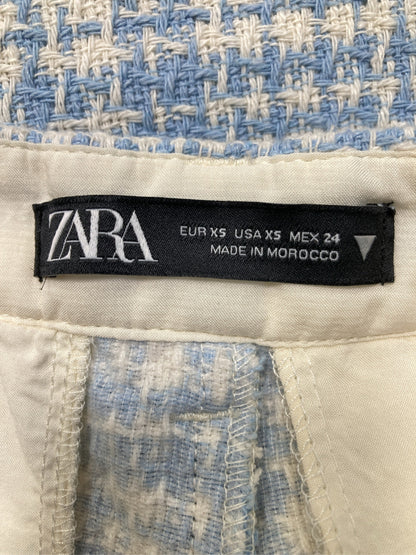 ZARA
EUR XS USA XS MEX 24
MADE IN MOROCCO